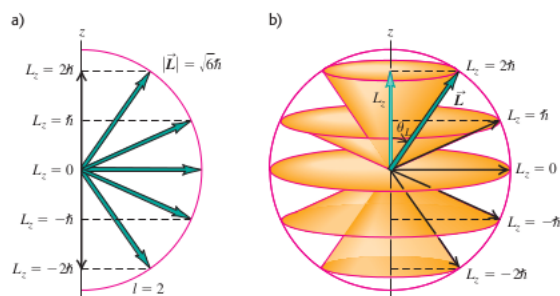 a)
z
|L⃗| = √6ħ
L_z = 2ħ
L_z = ħ
L_z = 0
L_z = −ħ
L_z = −2ħ
l = 2
b)
z
L_z = 2ħ
L_z
L⃗
θ_L
L_z = ħ
L_z = 0
L_z = −ħ
L_z = −2ħ